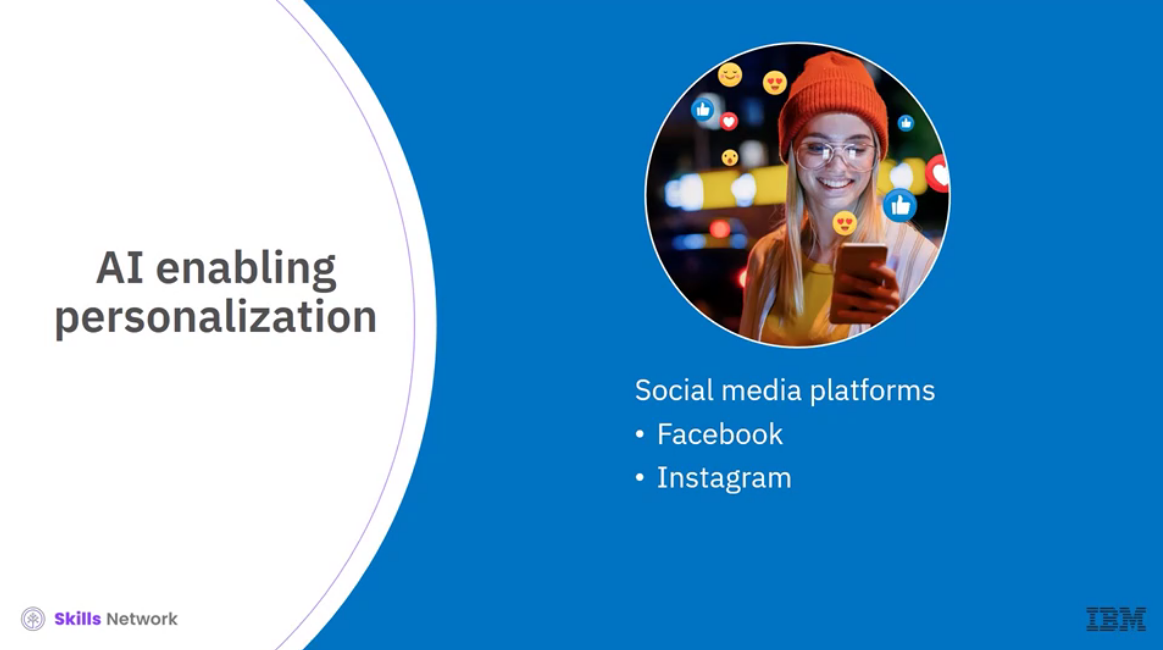 AI enabling
personalization
Social media platforms
• Facebook
• Instagram
Skills Network
IBM